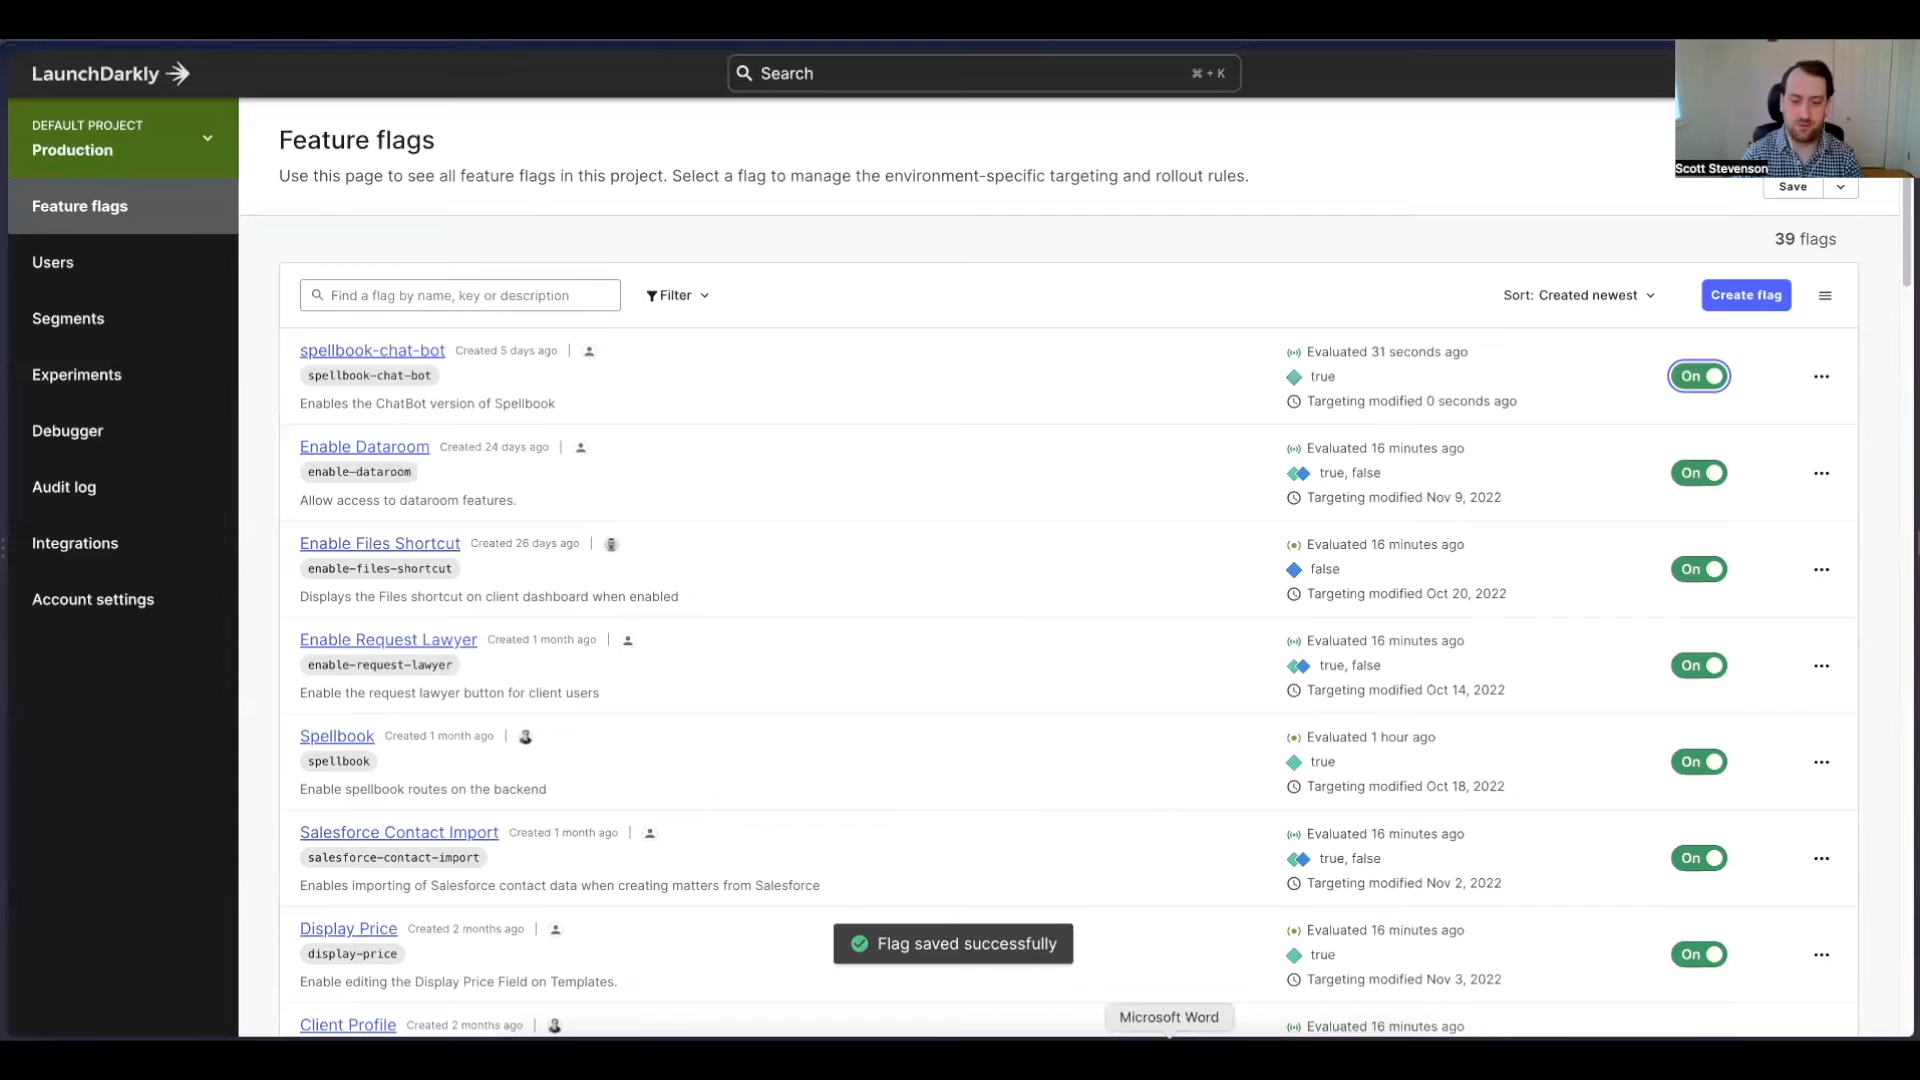 LaunchDarkly
Search
⌘ + K
Scott Stevenson
DEFAULT PROJECT
Production
Feature flags
Users
Segments
Experiments
Debugger
Audit log
Integrations
Account settings
Feature flags
Use this page to see all feature flags in this project. Select a flag to manage the environment-specific targeting and rollout rules.
Save
39 flags
Find a flag by name, key or description
Filter
Sort: Created newest
Create flag
spellbook-chat-bot Created 5 days ago
spellbook-chat-bot
Enables the ChatBot version of Spellbook
Evaluated 31 seconds ago
true
Targeting modified 0 seconds ago
On
Enable Dataroom Created 24 days ago
enable-dataroom
Allow access to dataroom features.
Evaluated 16 minutes ago
true, false
Targeting modified Nov 9, 2022
On
Enable Files Shortcut Created 26 days ago
enable-files-shortcut
Displays the Files shortcut on client dashboard when enabled
Evaluated 16 minutes ago
false
Targeting modified Oct 20, 2022
On
Enable Request Lawyer Created 1 month ago
enable-request-lawyer
Enable the request lawyer button for client users
Evaluated 16 minutes ago
true, false
Targeting modified Oct 14, 2022
On
Spellbook Created 1 month ago
spellbook
Enable spellbook routes on the backend
Evaluated 1 hour ago
true
Targeting modified Oct 18, 2022
On
Salesforce Contact Import Created 1 month ago
salesforce-contact-import
Enables importing of Salesforce contact data when creating matters from Salesforce
Evaluated 16 minutes ago
true, false
Targeting modified Nov 2, 2022
On
Display Price Created 2 months ago
display-price
Enable editing the Display Price Field on Templates.
Evaluated 16 minutes ago
true
Targeting modified Nov 3, 2022
On
Flag saved successfully
Client Profile Created 2 months ago
Evaluated 16 minutes ago
Microsoft Word